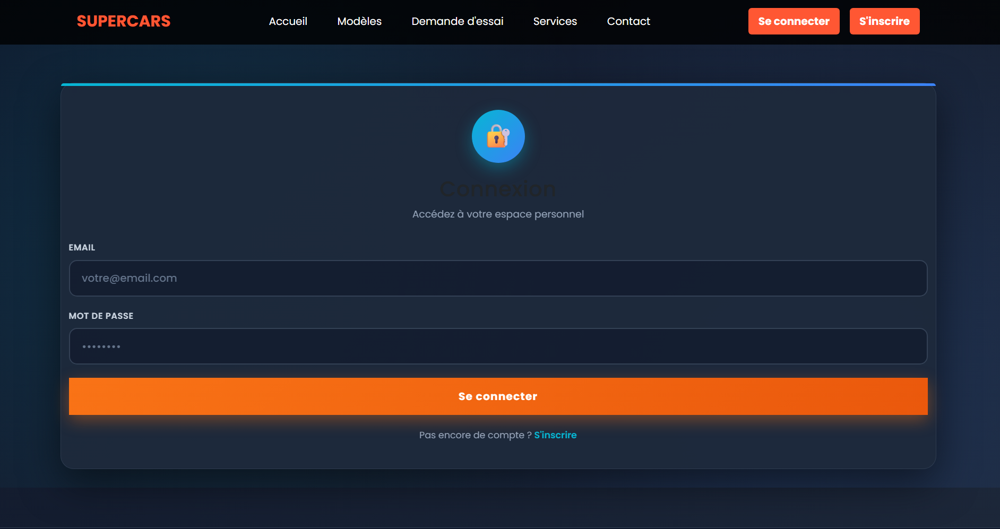 SUPERCARS
Accueil
Modèles
Demande d'essai
Services
Contact
Se connecter
S'inscrire
Connexion
Accédez à votre espace personnel
EMAIL
votre@email.com
MOT DE PASSE
••••••••
Se connecter
Pas encore de compte ? S'inscrire